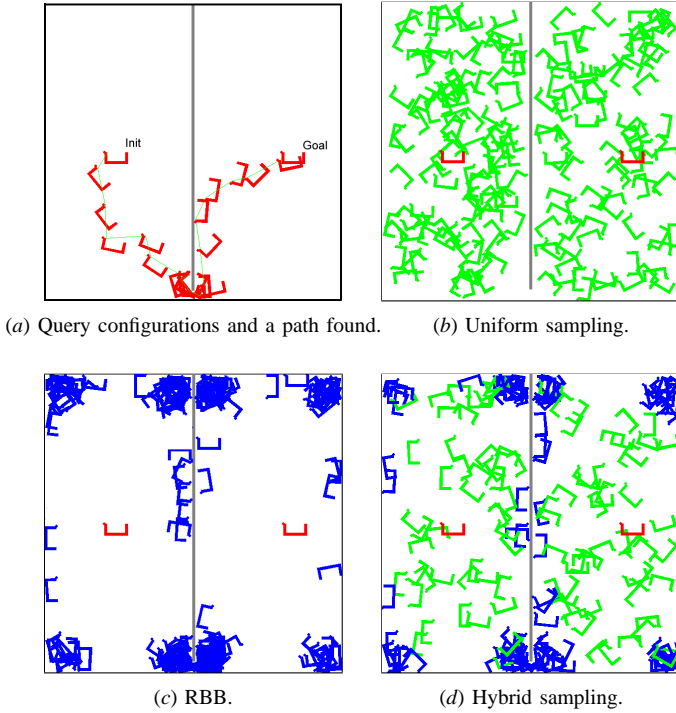 Init
Goal
(a) Query configurations and a path found.
(b) Uniform sampling.
(c) RBB.
(d) Hybrid sampling.